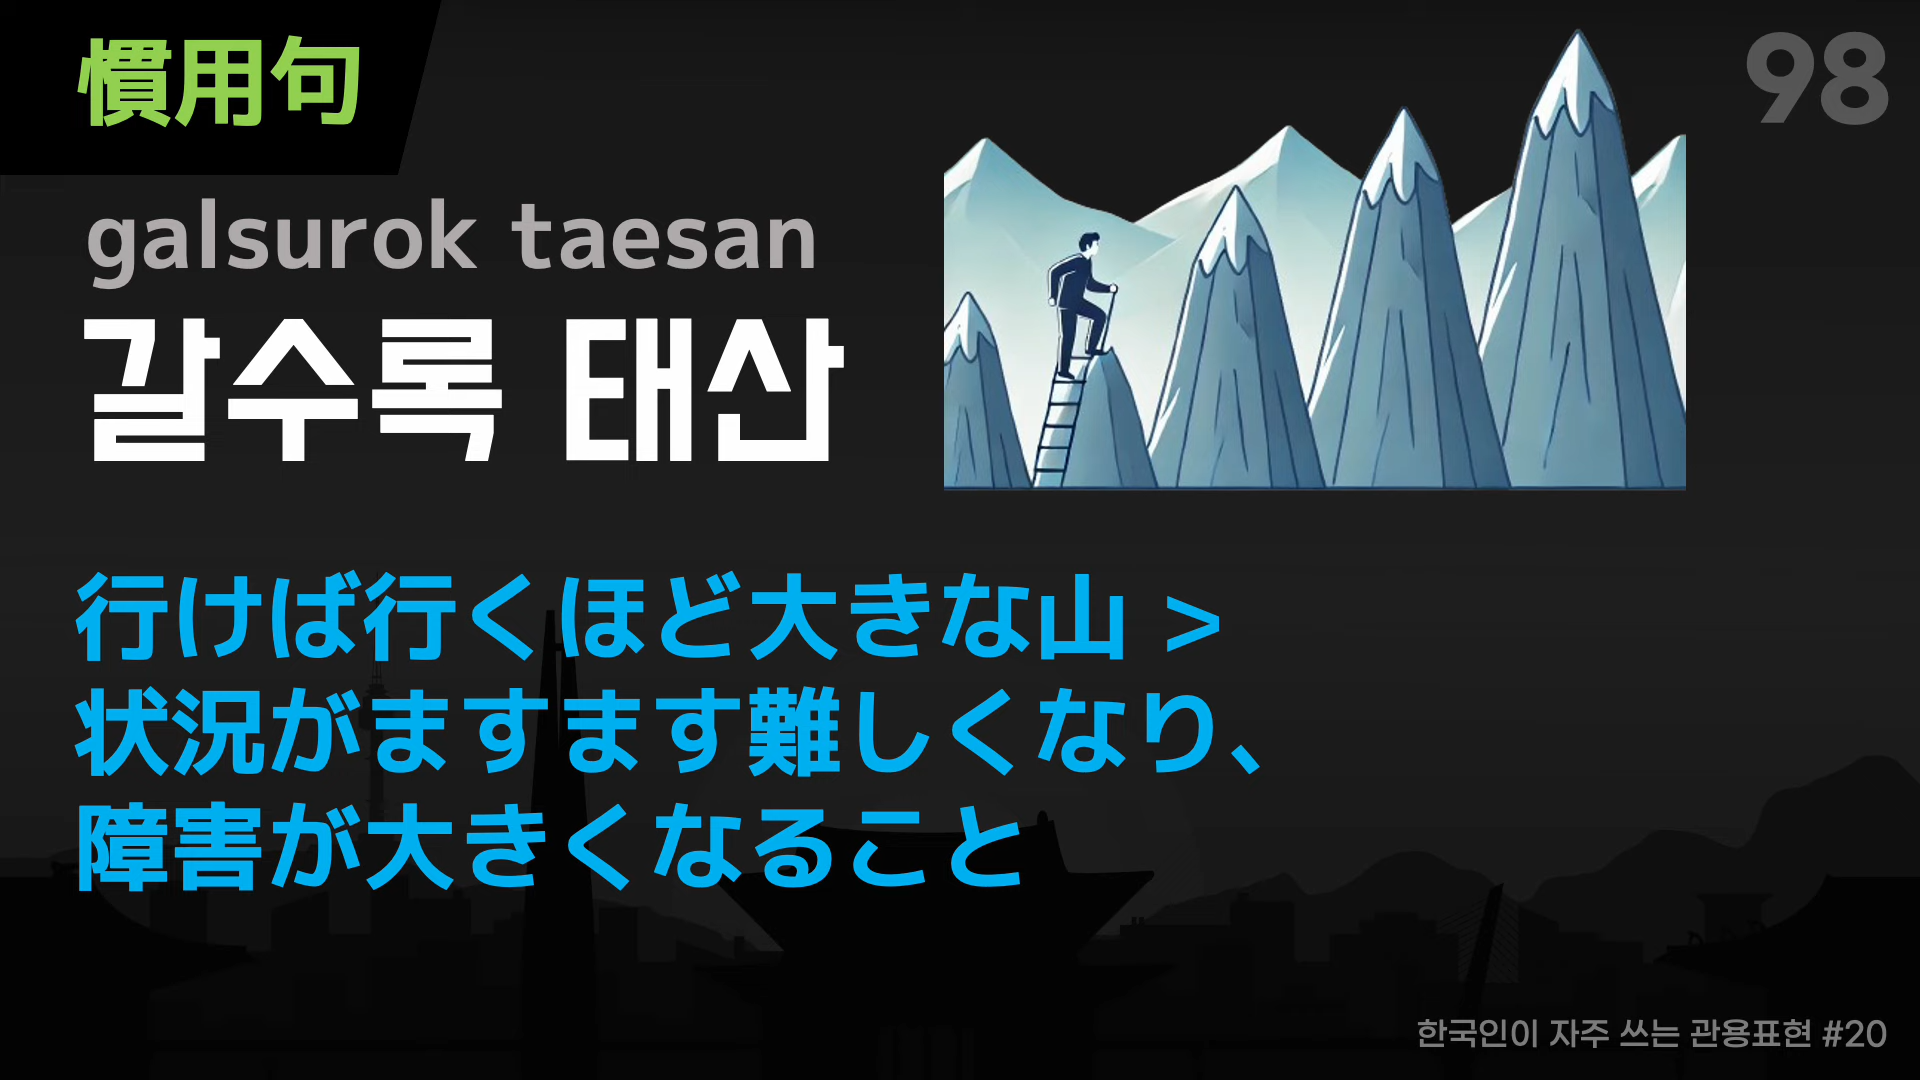 慣用句
98
galsurok taesan
갈수록 태산
行けば行くほど大きな山 >
状況がますます難しくなり、
障害が大きくなること
한국인이 자주 쓰는 관용표현 #20